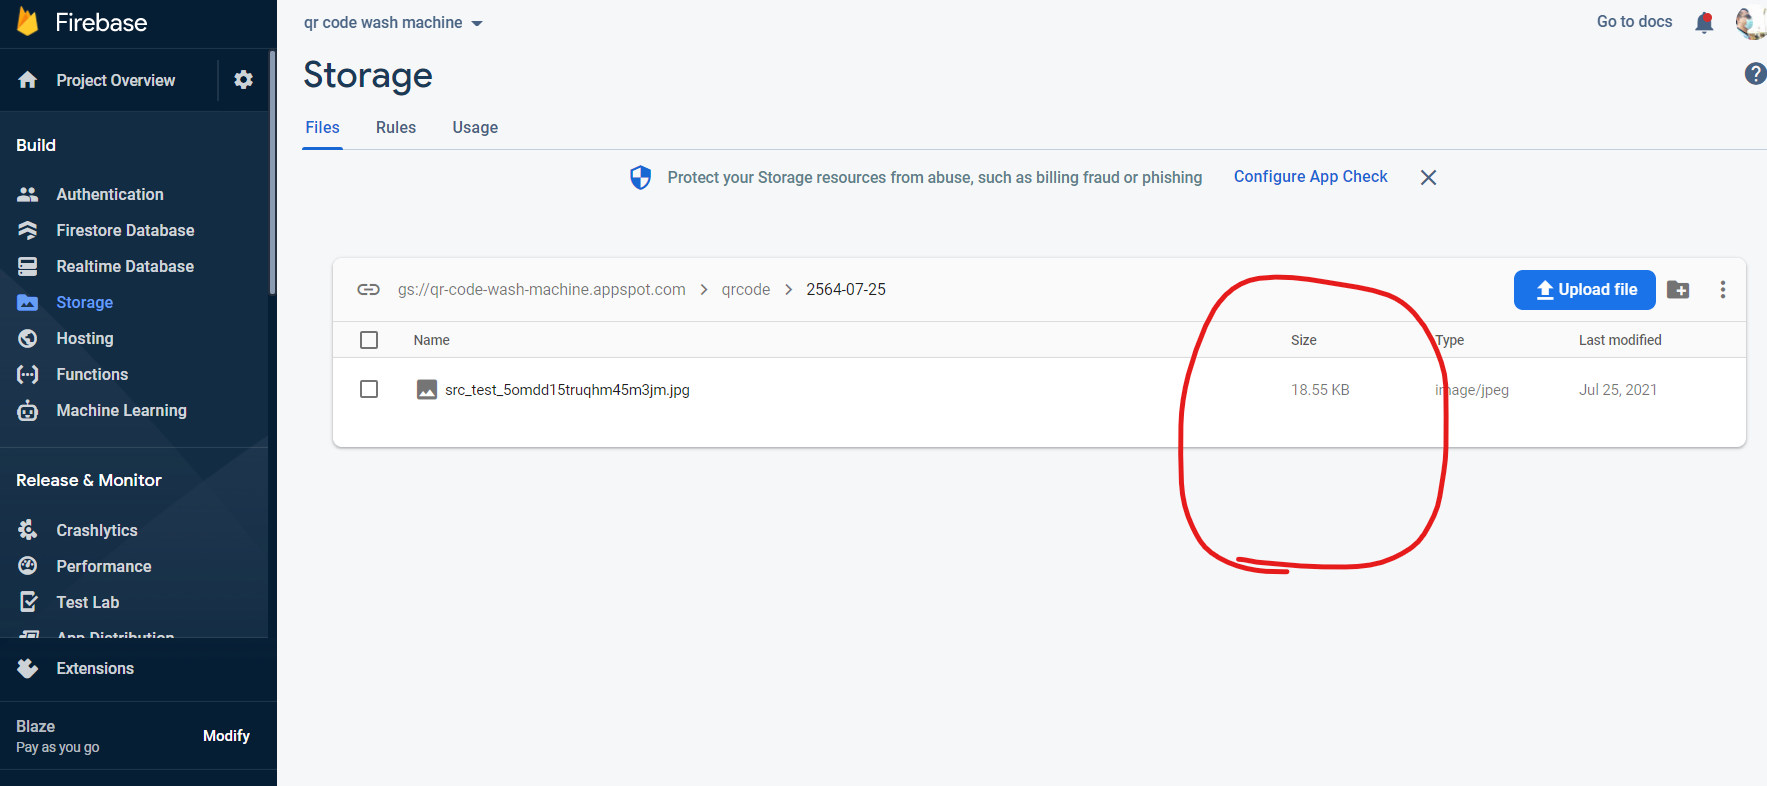 Firebase
qr code wash machine
Go to docs
Project Overview
Storage
Files Rules Usage
Build
Protect your Storage resources from abuse, such as billing fraud or phishing Configure App Check
Authentication
Firestore Database
Realtime Database
Storage
Hosting
Functions
Machine Learning
gs://qr-code-wash-machine.appspot.com > qrcode > 2564-07-25
Upload file
Name Size Type Last modified
src_test_5omdd15truqhm45m3jm.jpg 18.55 KB image/jpeg Jul 25, 2021
Release & Monitor
Crashlytics
Performance
Test Lab
App Distribution
Extensions
Blaze
Pay as you go
Modify